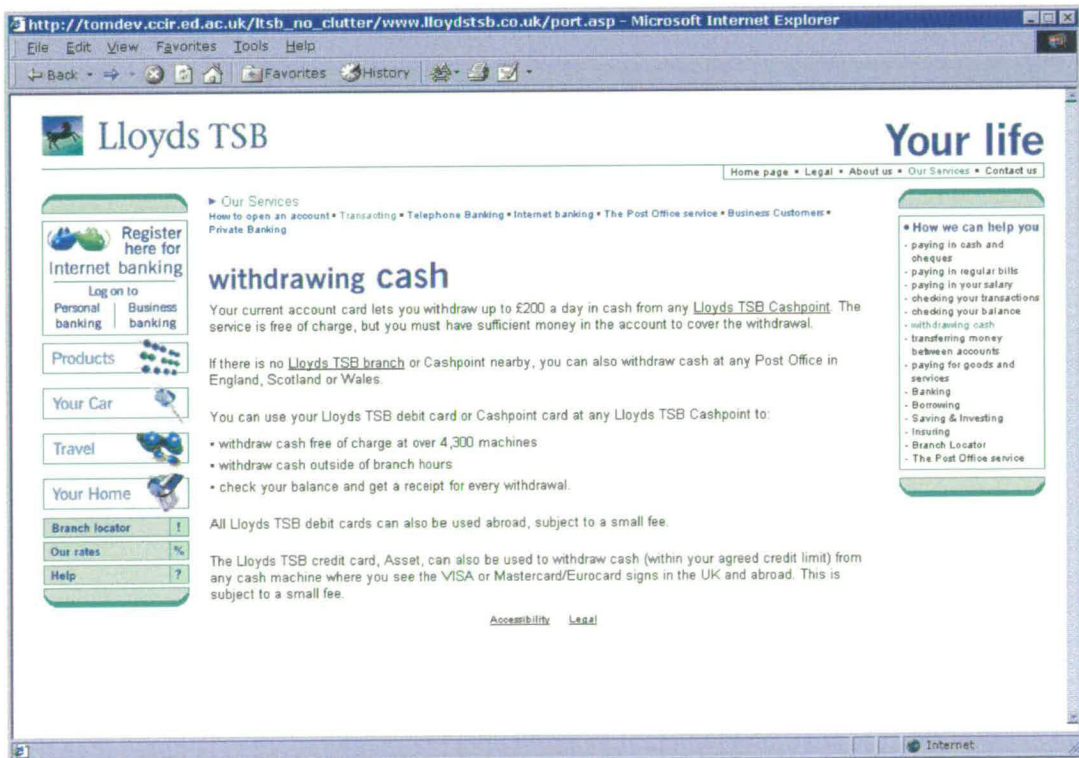 http://tomdev.ccir.ed.ac.uk/ltsb_no_clutter/www.lloydstsb.co.uk/port.asp - Microsoft Internet Explorer
File Edit View Favorites Tools Help
Back Favorites History
Lloyds TSB
Your life
Home page • Legal • About us • Our Services • Contact us
Register
here for
Internet banking
Log on to
Personal banking
Business banking
Products
Your Car
Travel
Your Home
Branch locator !
Our rates %
Help ?
► Our Services
How to open an account • Transacting • Telephone Banking • Internet banking • The Post Office service • Business Customers •
Private Banking
withdrawing cash
Your current account card lets you withdraw up to £200 a day in cash from any Lloyds TSB Cashpoint. The
service is free of charge, but you must have sufficient money in the account to cover the withdrawal.
If there is no Lloyds TSB branch or Cashpoint nearby, you can also withdraw cash at any Post Office in
England, Scotland or Wales.
You can use your Lloyds TSB debit card or Cashpoint card at any Lloyds TSB Cashpoint to:
• withdraw cash free of charge at over 4,300 machines
• withdraw cash outside of branch hours
• check your balance and get a receipt for every withdrawal.
All Lloyds TSB debit cards can also be used abroad, subject to a small fee.
The Lloyds TSB credit card, Asset, can also be used to withdraw cash (within your agreed credit limit) from
any cash machine where you see the VISA or Mastercard/Eurocard signs in the UK and abroad. This is
subject to a small fee.
Accessibility Legal
• How we can help you
- paying in cash and
cheques
- paying in regular bills
- paying in your salary
- checking your transactions
- checking your balance
- withdrawing cash
- transferring money
between accounts
- paying for goods and
services
- Banking
- Borrowing
- Saving & Investing
- Insuring
- Branch Locator
- The Post Office service
Internet